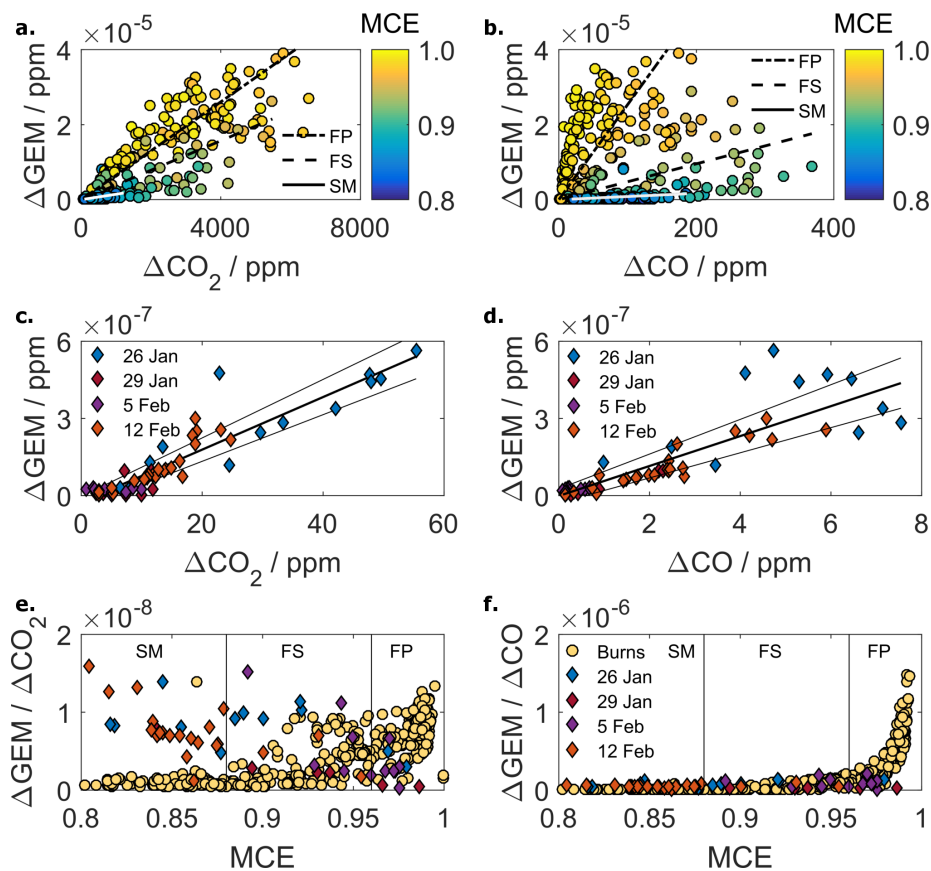 a.
×10⁻⁵
MCE
ΔGEM / ppm
4
2
0
0
4000
8000
ΔCO₂ / ppm
FP
FS
SM
1.0
0.9
0.8
b.
×10⁻⁵
MCE
ΔGEM / ppm
4
2
0
0
200
400
ΔCO / ppm
FP
FS
SM
1.0
0.9
0.8
c.
×10⁻⁷
ΔGEM / ppm
6
3
0
26 Jan
29 Jan
5 Feb
12 Feb
0
20
40
60
ΔCO₂ / ppm
d.
×10⁻⁷
ΔGEM / ppm
6
3
0
26 Jan
29 Jan
5 Feb
12 Feb
0
2
4
6
8
ΔCO / ppm
e.
×10⁻⁸
ΔGEM / ΔCO₂
2
1
0
SM
FS
FP
0.8
0.85
0.9
0.95
1
MCE
f.
×10⁻⁶
ΔGEM / ΔCO
2
1
0
Burns
26 Jan
29 Jan
5 Feb
12 Feb
SM
FS
FP
0.8
0.85
0.9
0.95
1
MCE